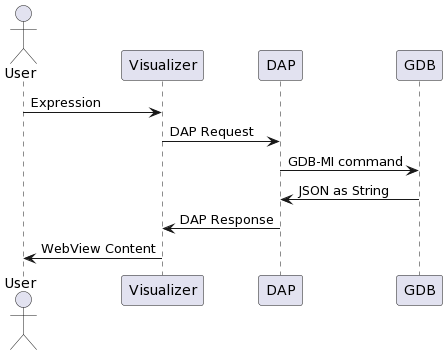 User
Visualizer
DAP
GDB
Expression
DAP Request
GDB-MI command
JSON as String
DAP Response
WebView Content
User
Visualizer
DAP
GDB